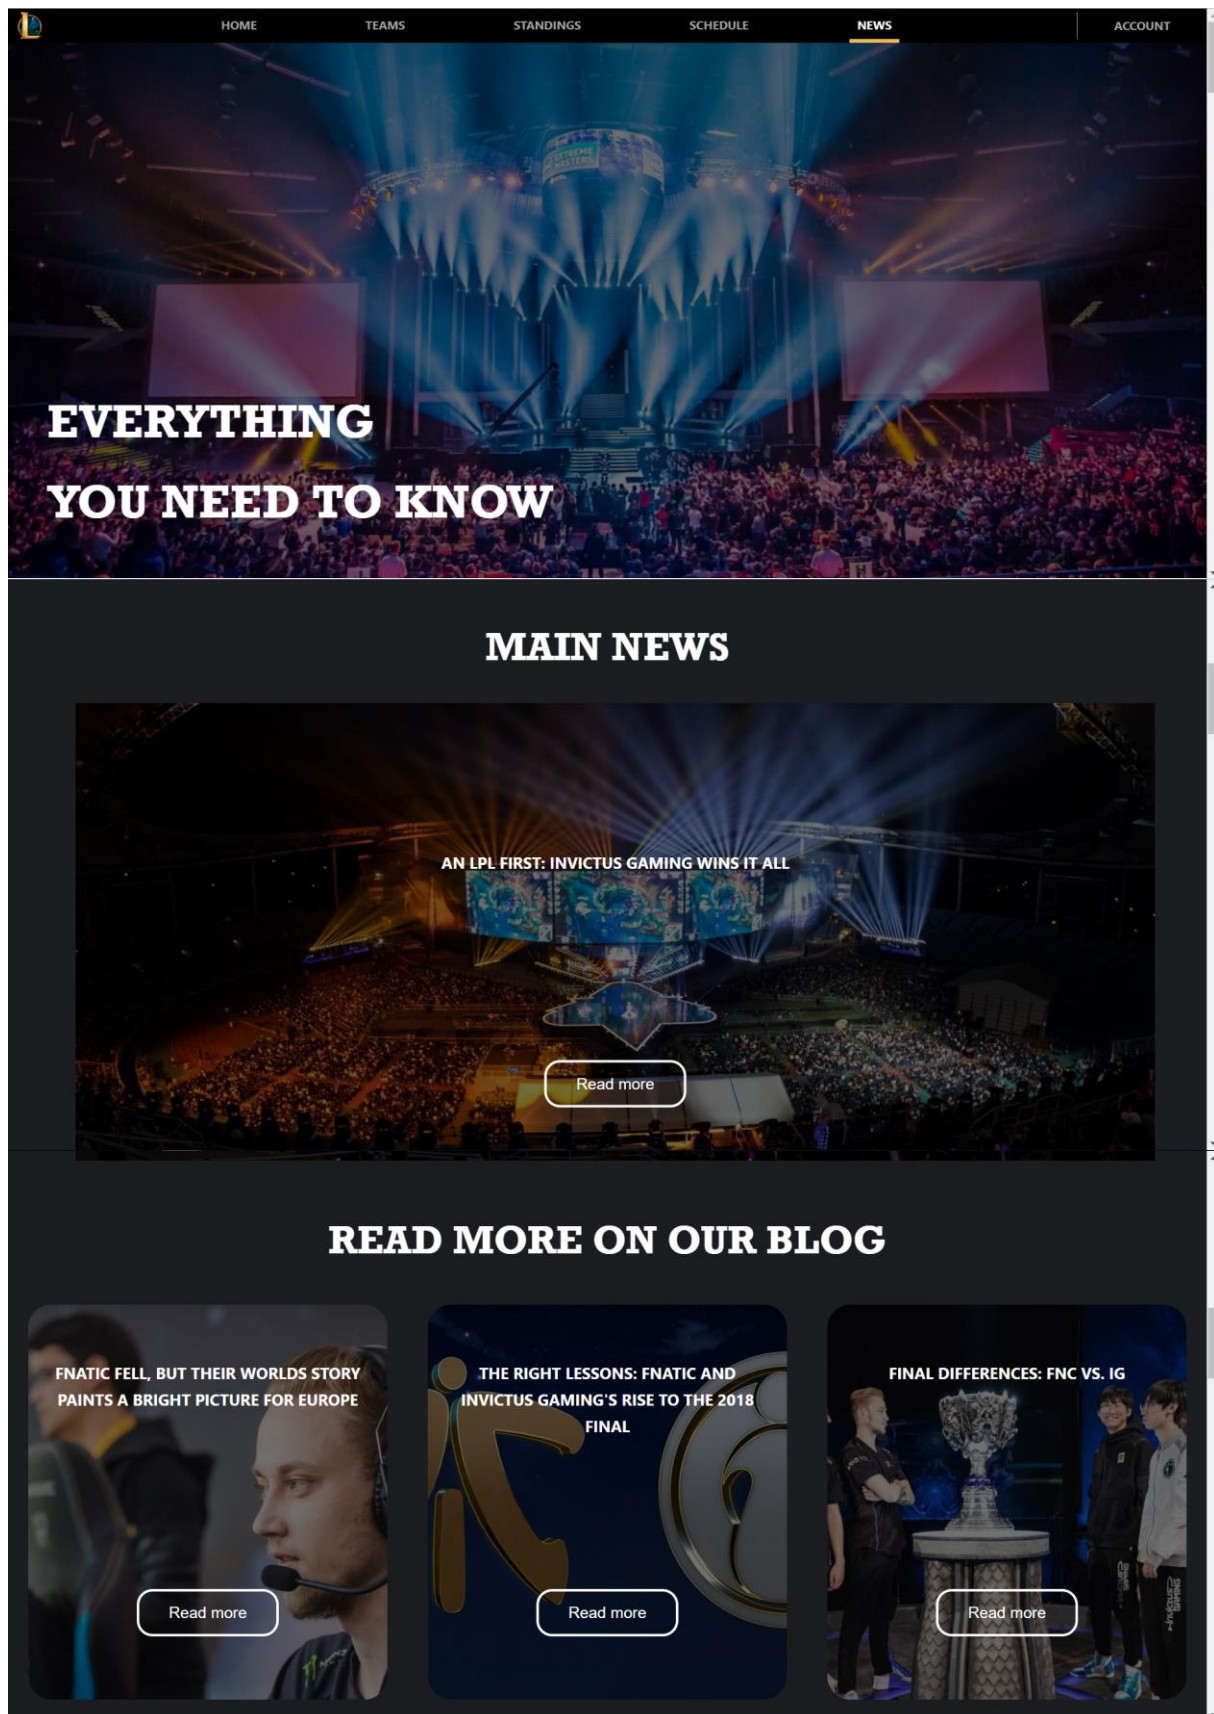 HOME TEAMS STANDINGS SCHEDULE NEWS ACCOUNT
EXTREME
MASTERS
EVERYTHING
YOU NEED TO KNOW
MAIN NEWS
AN LPL FIRST: INVICTUS GAMING WINS IT ALL
Read more
READ MORE ON OUR BLOG
FNATIC FELL, BUT THEIR WORLDS STORY
PAINTS A BRIGHT PICTURE FOR EUROPE
Read more
THE RIGHT LESSONS: FNATIC AND
INVICTUS GAMING'S RISE TO THE 2018
FINAL
Read more
FINAL DIFFERENCES: FNC VS. IG
Read more